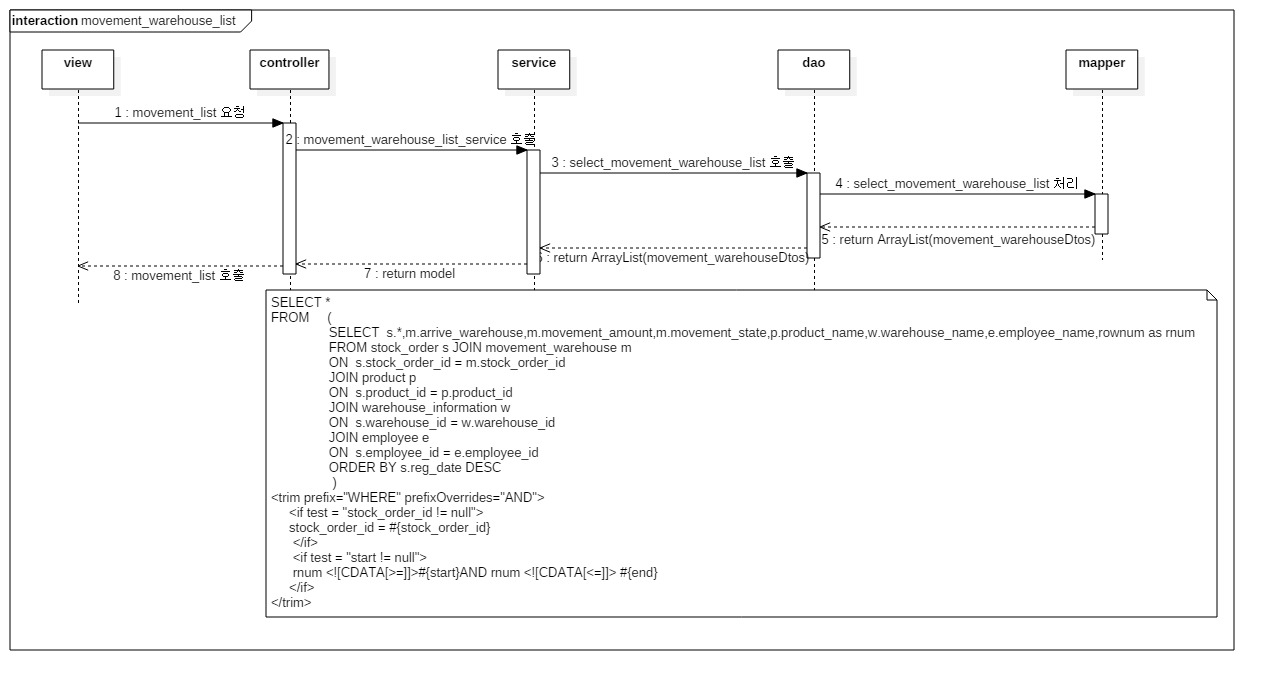 interaction movement_warehouse_list
view
controller
service
dao
mapper
1 : movement_list 요청
2 : movement_warehouse_list_service 호출
3 : select_movement_warehouse_list 호출
4 : select_movement_warehouse_list 처리
5 : return ArrayList(movement_warehouseDtos)
6 : return ArrayList(movement_warehouseDtos)
7 : return model
8 : movement_list 호출
SELECT *
FROM (
SELECT s.*,m.arrive_warehouse,m.movement_amount,m.movement_state,p.product_name,w.warehouse_name,e.employee_name,rownum as rnum
FROM stock_order s JOIN movement_warehouse m
ON s.stock_order_id = m.stock_order_id
JOIN product p
ON s.product_id = p.product_id
JOIN warehouse_information w
ON s.warehouse_id = w.warehouse_id
JOIN employee e
ON s.employee_id = e.employee_id
ORDER BY s.reg_date DESC
)
<trim prefix="WHERE" prefixOverrides="AND">
<if test = "stock_order_id != null">
stock_order_id = #{stock_order_id}
</if>
<if test = "start != null">
rnum <![CDATA[>=]]>#{start}AND rnum <![CDATA[<=]]> #{end}
</if>
</trim>